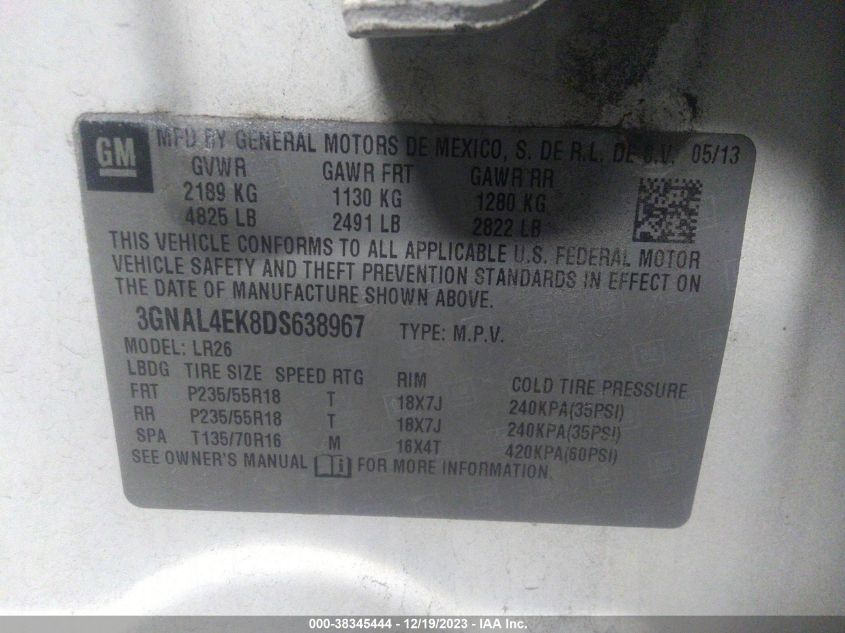 GM MFD BY GENERAL MOTORS DE MEXICO, S. DE R.L. DE C.V. 05/13
GVWR GAWR FRT GAWR RR
2189 KG 1130 KG 1280 KG
4825 LB 2491 LB 2822 LB
THIS VEHICLE CONFORMS TO ALL APPLICABLE U.S. FEDERAL MOTOR
VEHICLE SAFETY AND THEFT PREVENTION STANDARDS IN EFFECT ON
THE DATE OF MANUFACTURE SHOWN ABOVE.
3GNAL4EK8DS638967 TYPE: M.P.V.
MODEL: LR26
LBDG TIRE SIZE SPEED RTG RIM COLD TIRE PRESSURE
FRT P235/55R18 T 18X7J 240KPA(35PSI)
RR P235/55R18 T 18X7J 240KPA(35PSI)
SPA T135/70R16 M 16X4T 420KPA(60PSI)
SEE OWNER'S MANUAL FOR MORE INFORMATION.
000-38345444 - 12/19/2023 - IAA Inc.